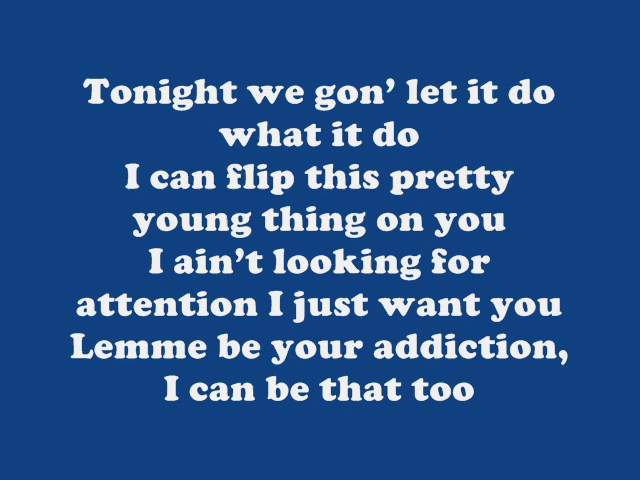 Tonight we gon’ let it do
what it do
I can flip this pretty
young thing on you
I ain’t looking for
attention I just want you
Lemme be your addiction,
I can be that too